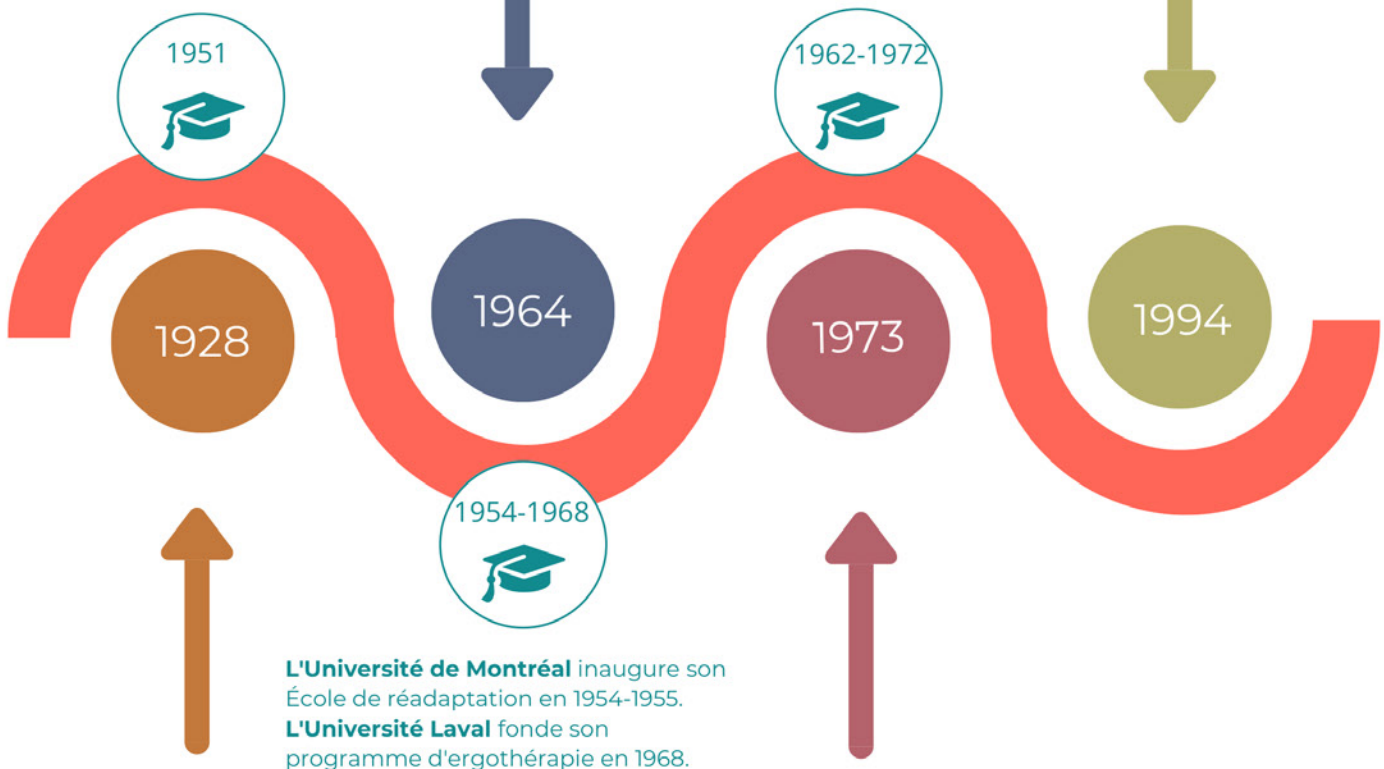 1951
1962-1972
1928
1964
1973
1994
1954-1968
L'Université de Montréal inaugure son
École de réadaptation en 1954-1955.
L'Université Laval fonde son
programme d'ergothérapie en 1968.